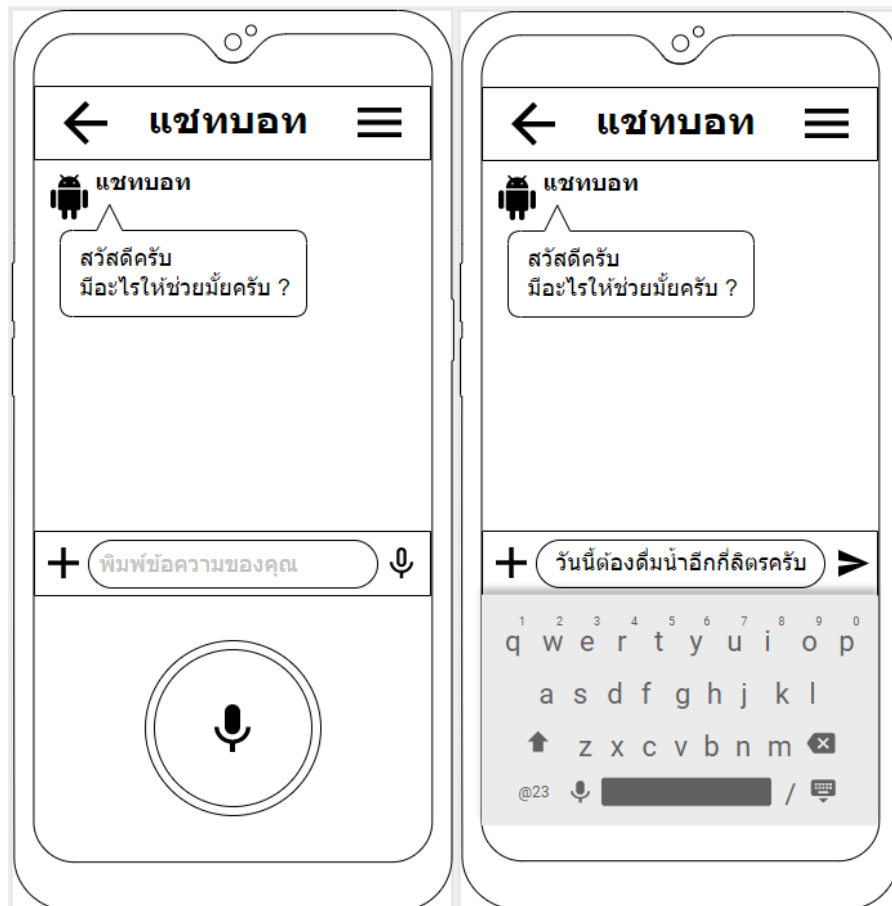 แชทบอท
แชทบอท
สวัสดีครับ
มีอะไรให้ช่วยมั้ยครับ ?
พิมพ์ข้อความของคุณ
แชทบอท
แชทบอท
สวัสดีครับ
มีอะไรให้ช่วยมั้ยครับ ?
วันนี้ต้องดื่มน้ำอีกกี่ลิตรครับ
1 2 3 4 5 6 7 8 9 0
q w e r t y u i o p
a s d f g h j k l
z x c v b n m
@23 /